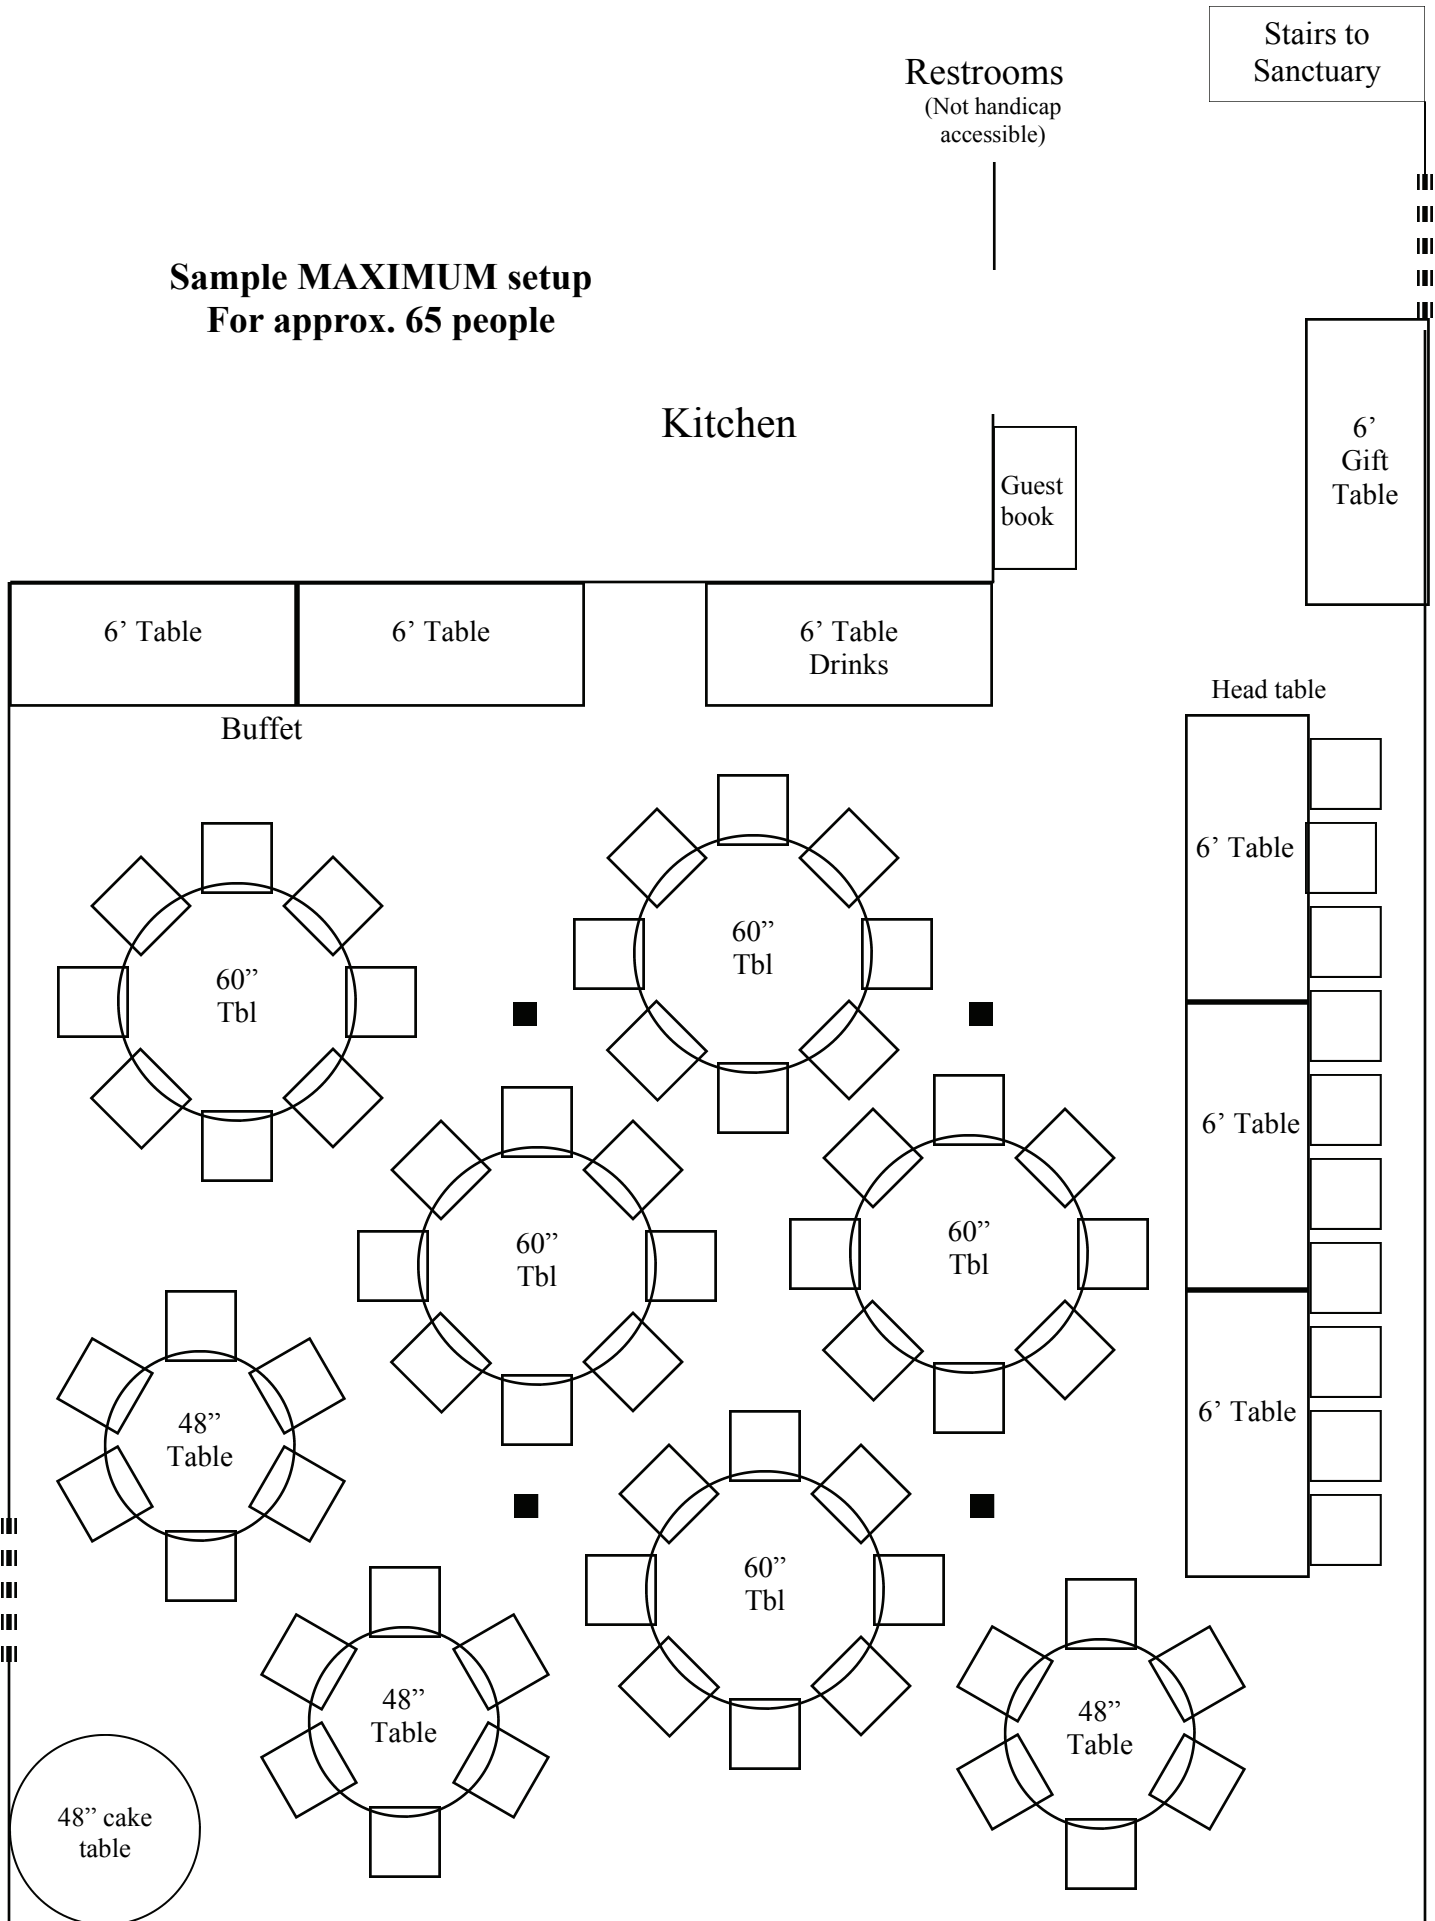 Stairs to
Sanctuary
Restrooms
(Not handicap
accessible)
Sample MAXIMUM setup
For approx. 65 people
Kitchen
6’
Gift
Table
Guest
book
6’ Table
6’ Table
6’ Table
Drinks
Head table
Buffet
6’ Table
60”
Tbl
60”
Tbl
6’ Table
60”
Tbl
60”
Tbl
6’ Table
48”
Table
60”
Tbl
48”
Table
48”
Table
48” cake
table